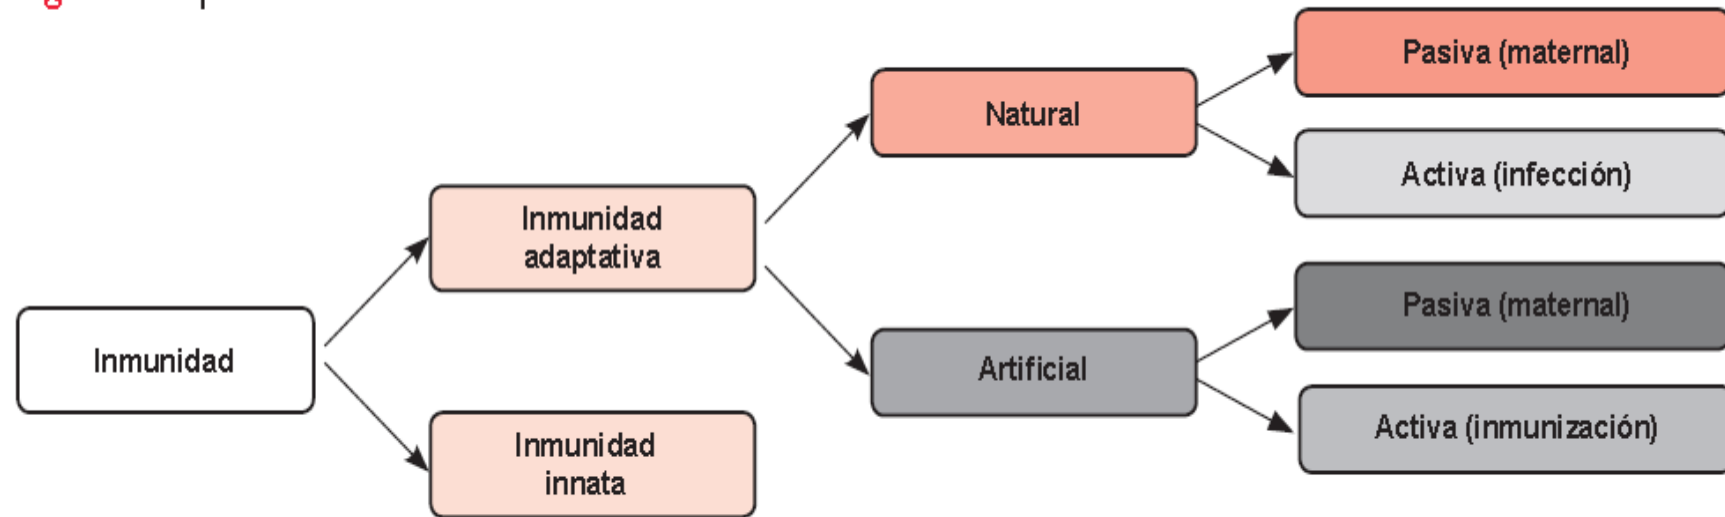 Inmunidad
Inmunidad
adaptativa
Inmunidad
innata
Natural
Artificial
Pasiva (maternal)
Activa (infección)
Pasiva (maternal)
Activa (inmunización)